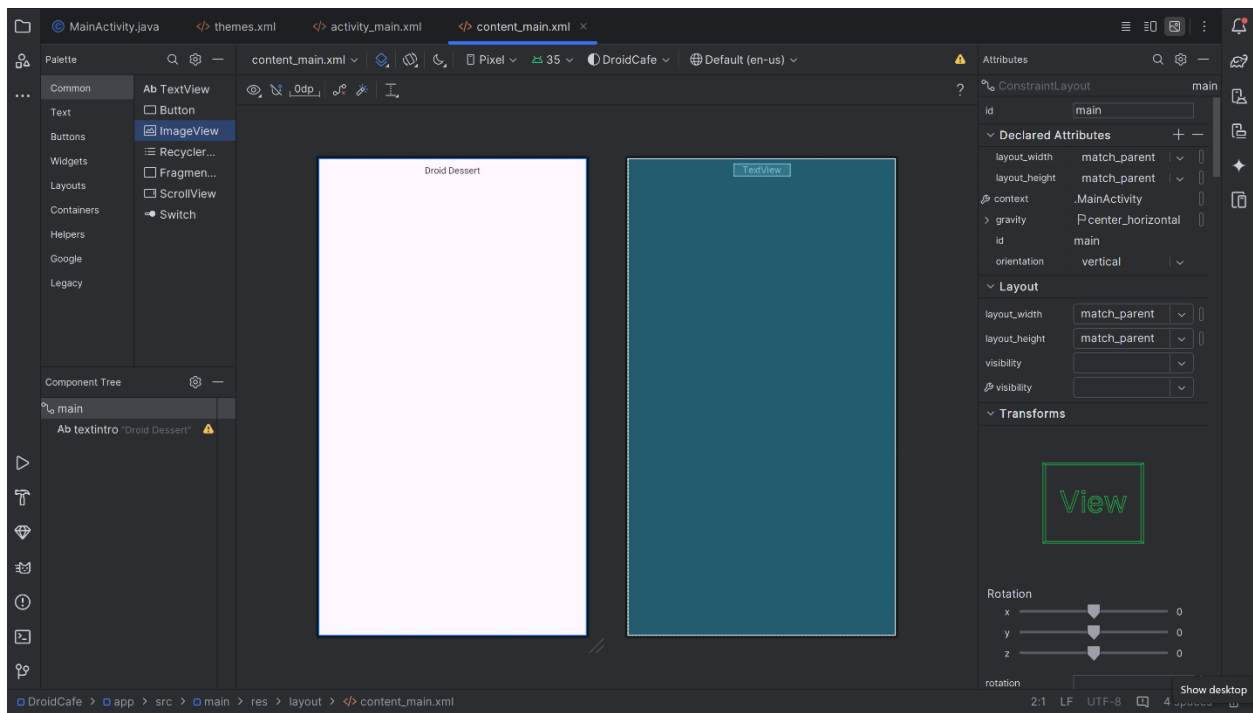 MainActivity.java
themes.xml
activity_main.xml
content_main.xml
Palette
Common
Text
Buttons
Widgets
Layouts
Containers
Helpers
Google
Legacy
Ab TextView
Button
ImageView
Recycler...
Fragmen...
ScrollView
Switch
Component Tree
main
Ab textintro "Droid Dessert"
content_main.xml
Pixel
35
DroidCafe
Default (en-us)
0dp
?
Droid Dessert
TextView
Attributes
ConstraintLayout
main
id
main
Declared Attributes
layout_width match_parent
layout_height match_parent
context .MainActivity
gravity center_horizontal
id main
orientation vertical
Layout
layout_width match_parent
layout_height match_parent
visibility
visibility
Transforms
View
Rotation
x 0
y 0
z 0
rotation
Show desktop
DroidCafe > app > src > main > res > layout > content_main.xml
2:1 LF UTF-8 4